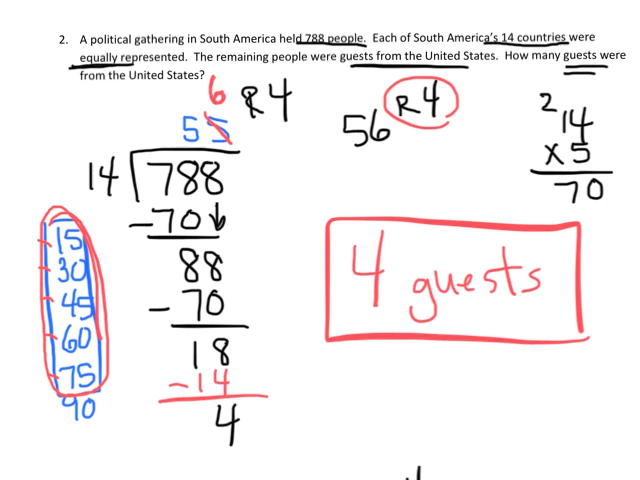 2. A political gathering in South America held 788 people. Each of South America's 14 countries were
equally represented. The remaining people were guests from the United States. How many guests were
from the United States?
6 R4
55
14 788
-70
88
- 70
18
-14
4
15
30
45
60
75
90
56 R4
2
14
x 5
70
4 guests